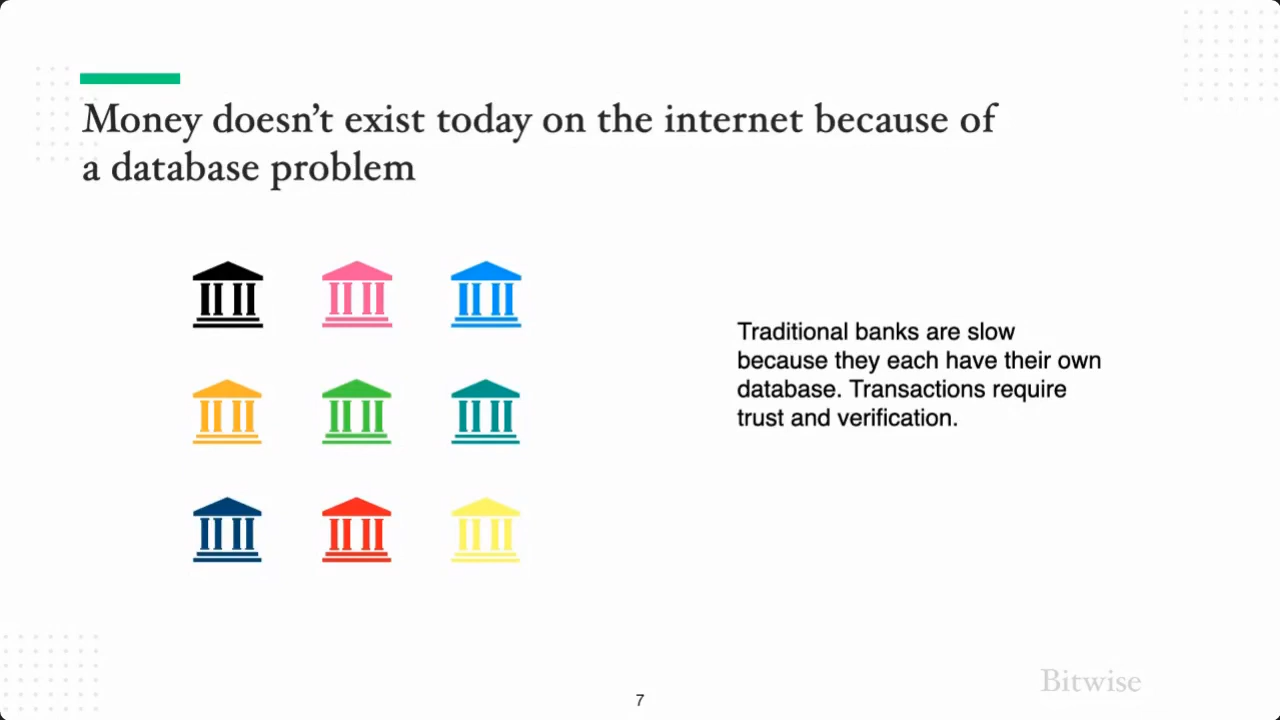 Money doesn’t exist today on the internet because of
a database problem
Traditional banks are slow
because they each have their own
database. Transactions require
trust and verification.
Bitwise
7